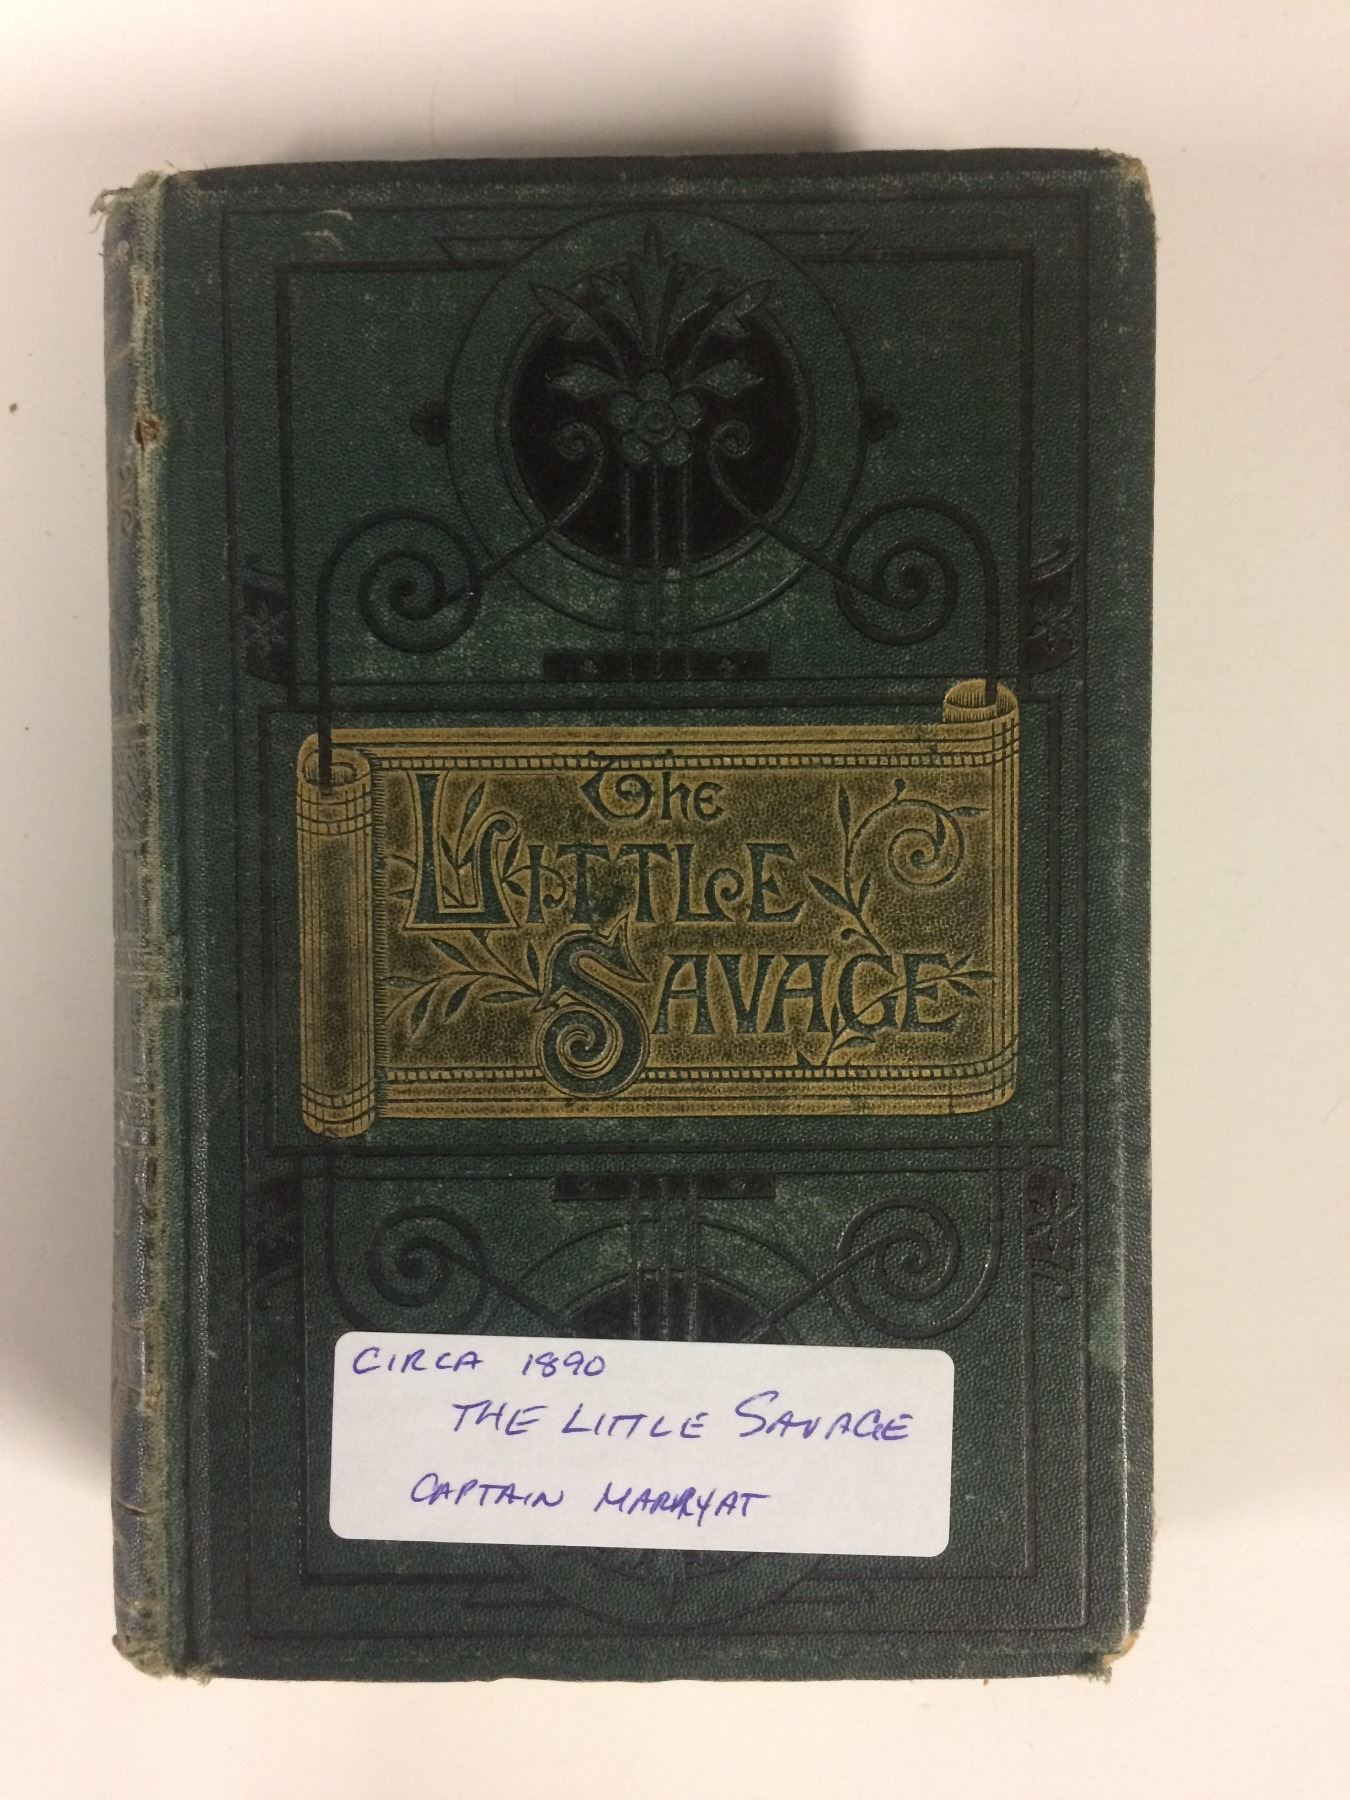 The
LITTLE
SAVAGE
CIRCA 1890
THE LITTLE SAVAGE
CAPTAIN MARRYAT